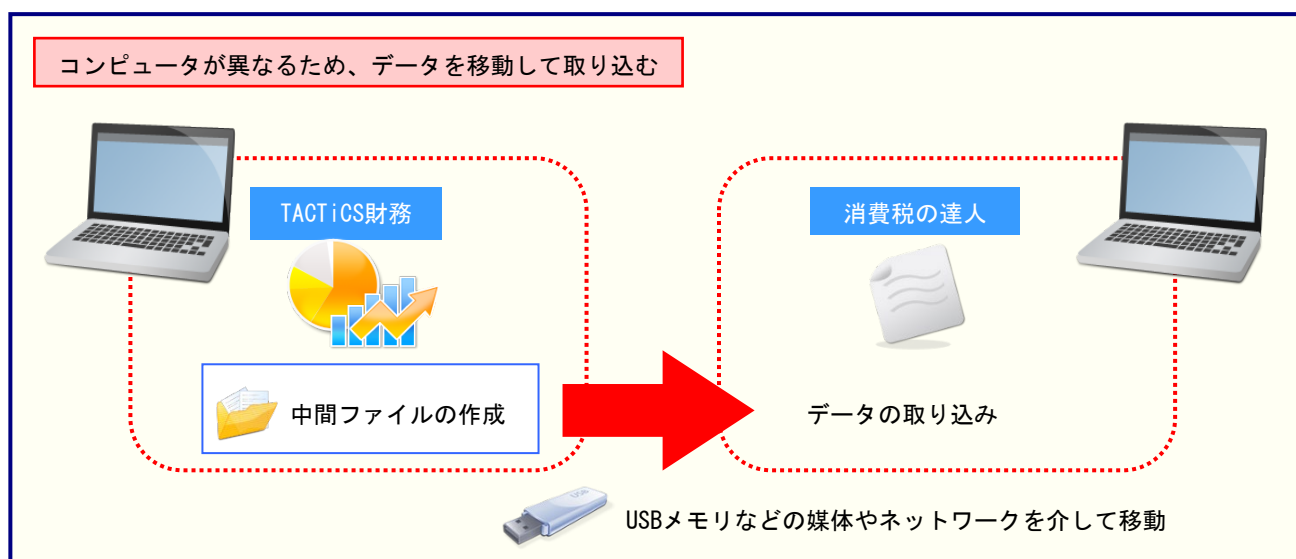 コンピュータが異なるため、データを移動して取り込む
TACTiCS財務
消費税の達人
中間ファイルの作成
データの取り込み
USB
USBメモリなどの媒体やネットワークを介して移動